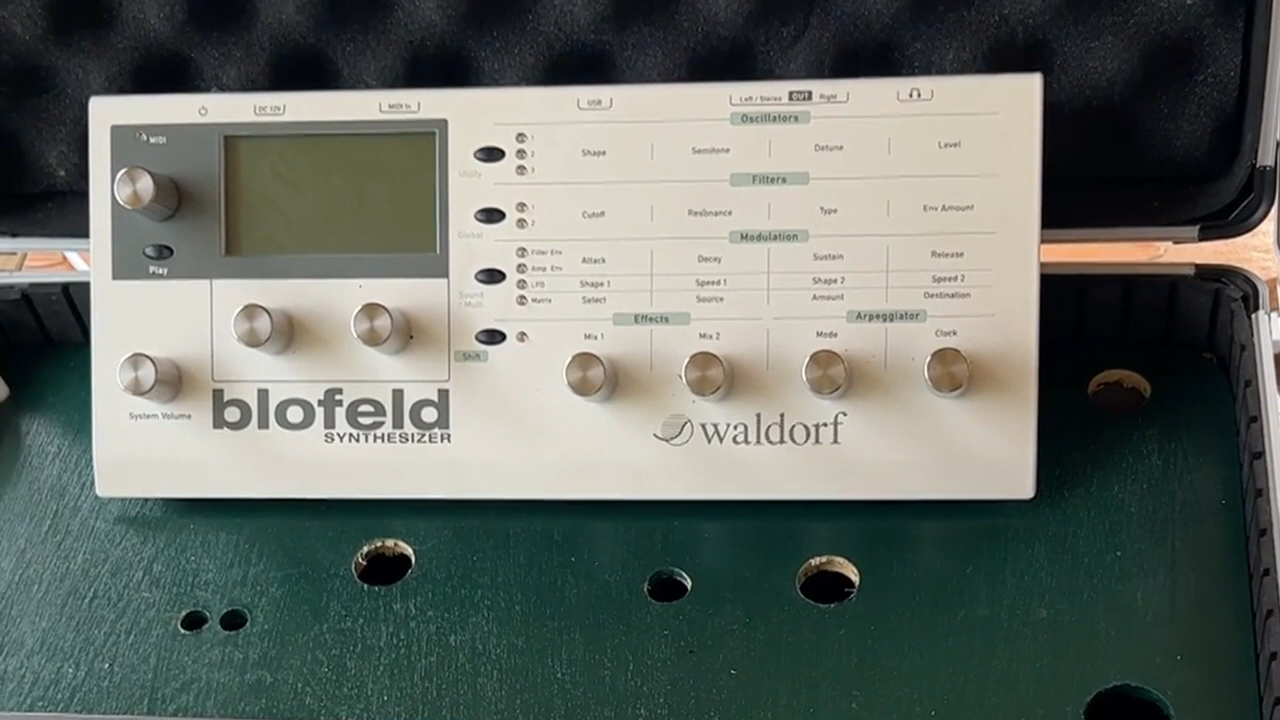 DC 12V MIDI In USB Left / Stereo OUT Right
MIDI
Play
System Volume
blofeld
SYNTHESIZER
Utility
Global
Sound
/ Multi
Shift
Oscillators
1
2
3
Shape Semitone Detune Level
Filters
1
2
Cutoff Resonance Type Env Amount
Modulation
Filter Env
Amp Env
LFO
Matrix
Attack Decay Sustain Release
Shape 1 Speed 1 Shape 2 Speed 2
Select Source Amount Destination
Effects Arpeggiator
Mix 1 Mix 2 Mode Clock
waldorf